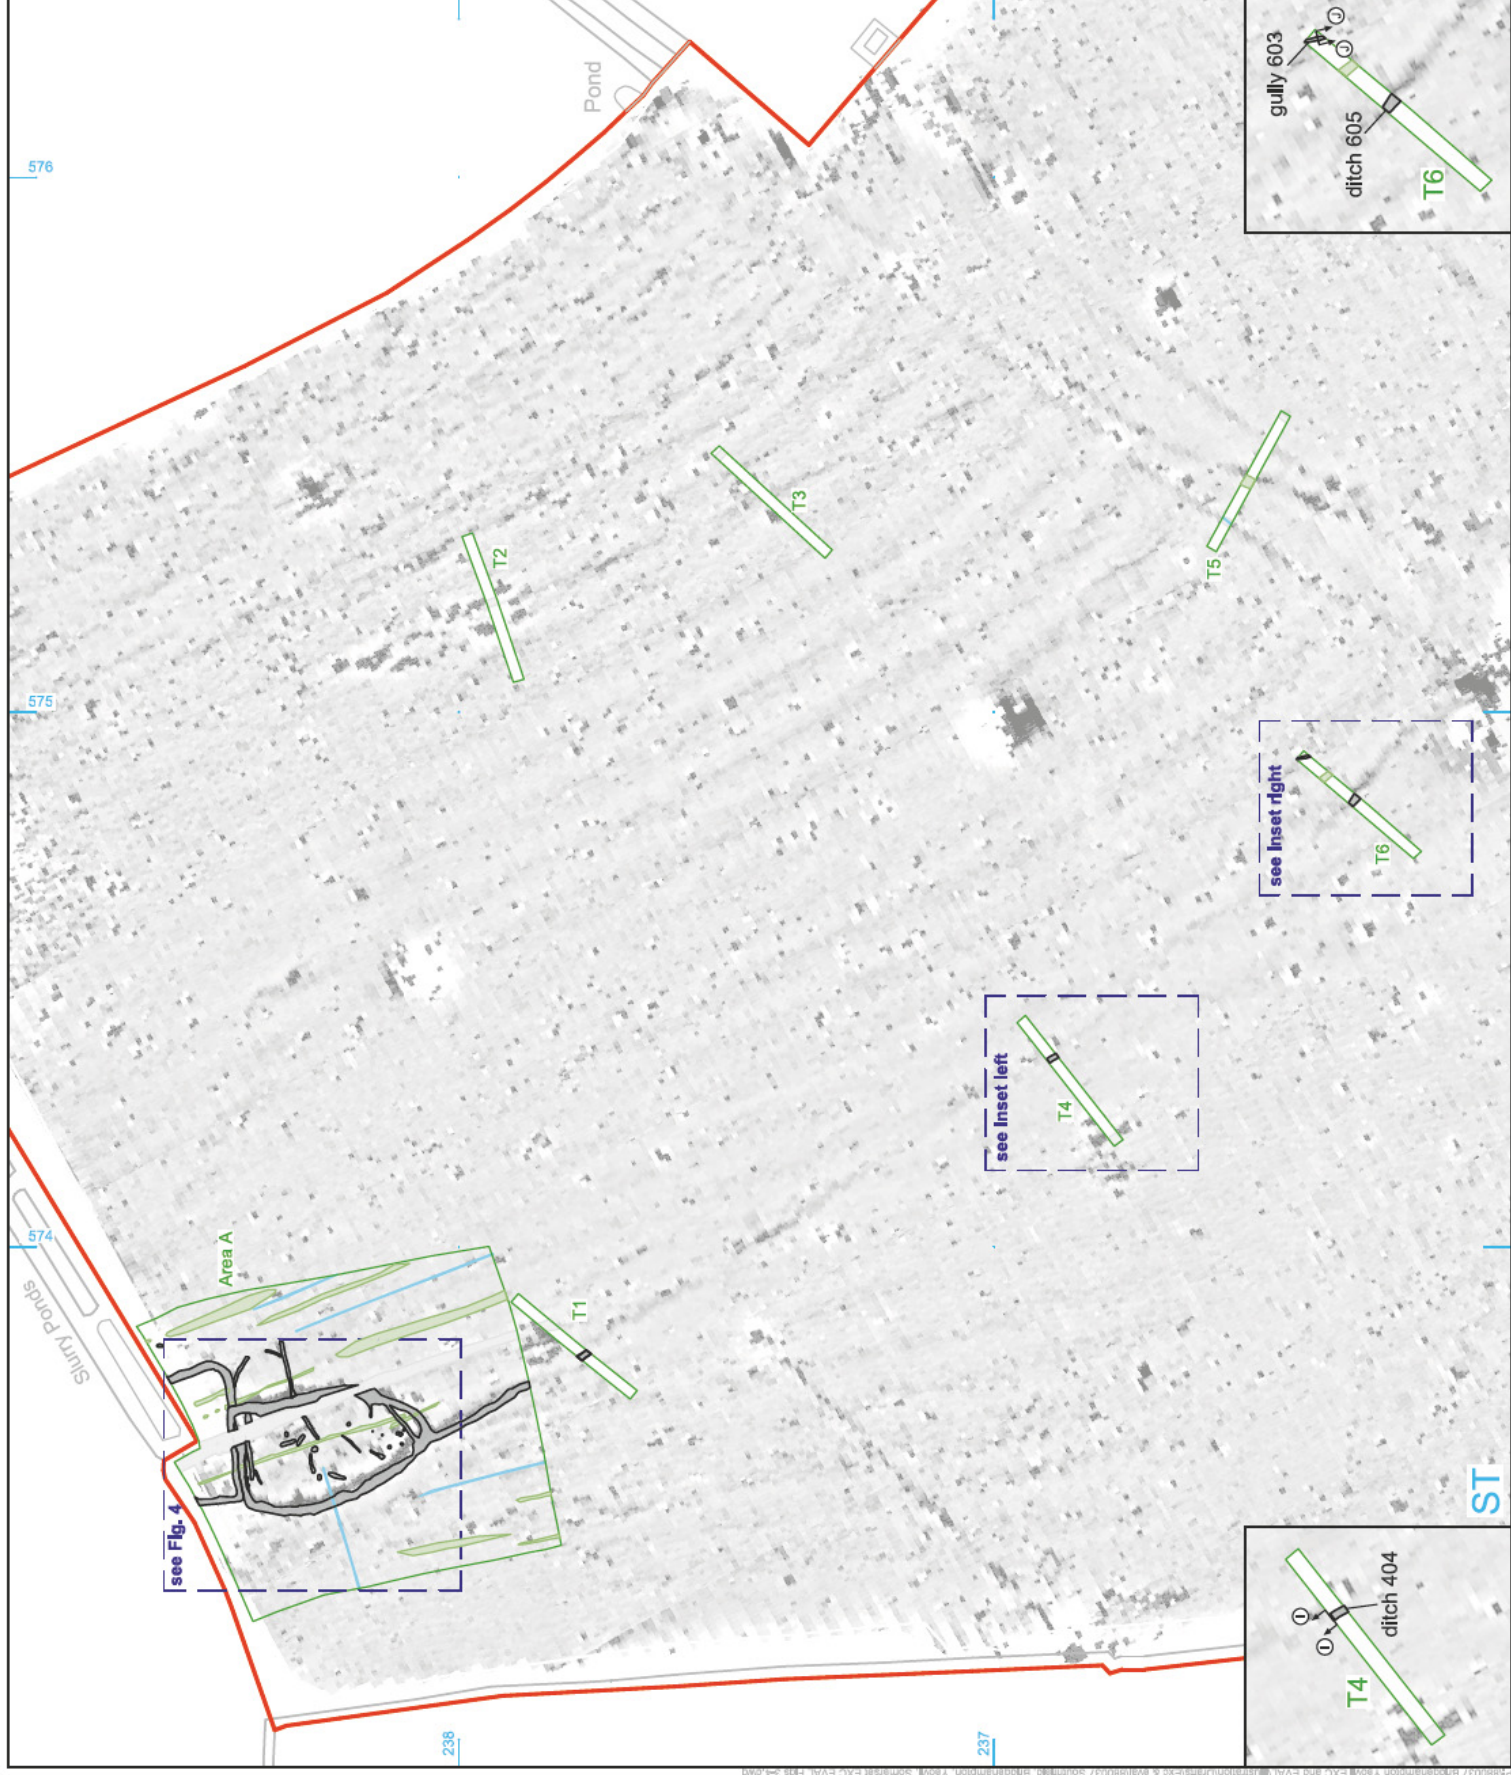 Slurry Ponds
Pond
574
575
576
238
237
ST
Area A
see Fig. 4
T1
T2
T3
T4
T5
T6
see Inset left
see Inset right
T4
ditch 404
I
I
T6
ditch 605
gully 603
J
J